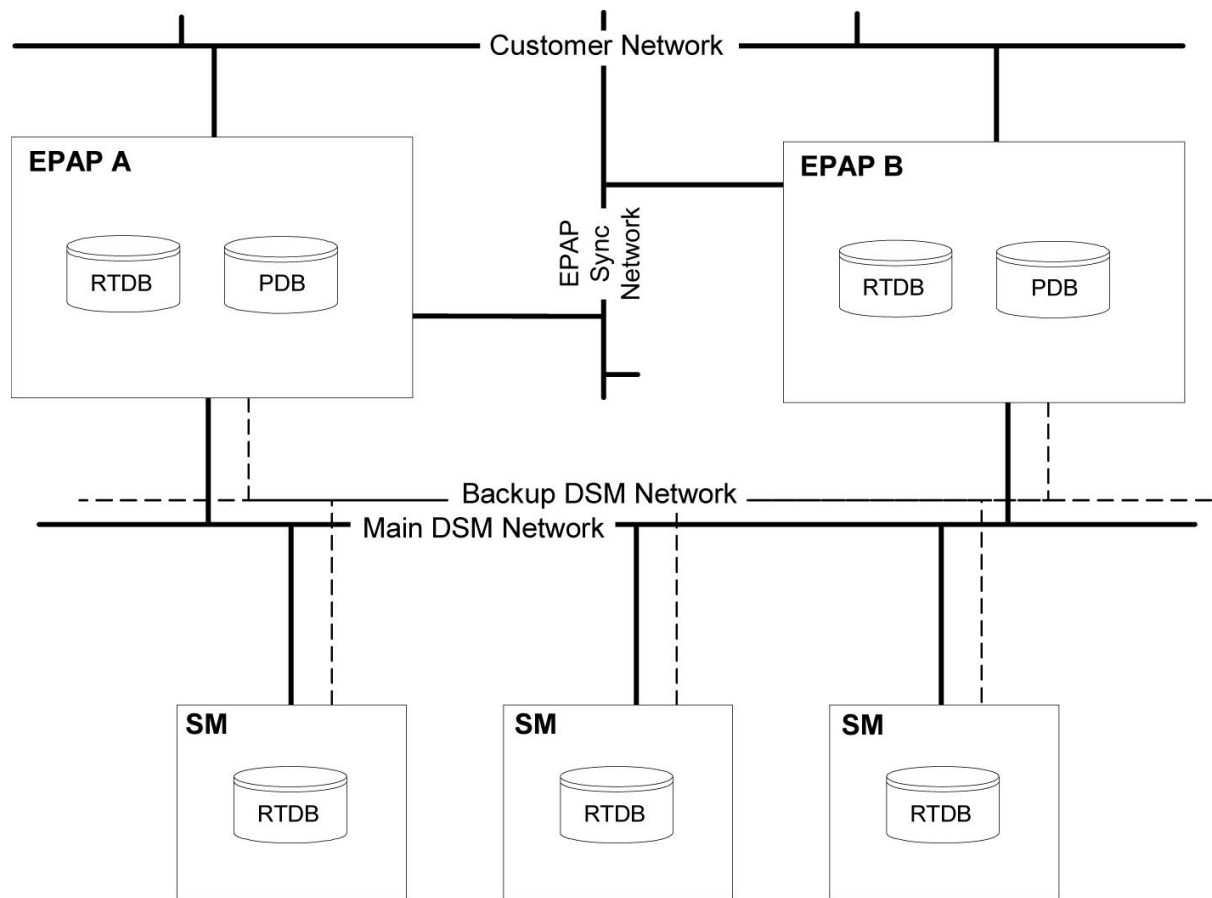 Customer Network
EPAP A
RTDB
PDB
EPAP
Sync
Network
EPAP B
RTDB
PDB
Backup DSM Network
Main DSM Network
SM
RTDB
SM
RTDB
SM
RTDB